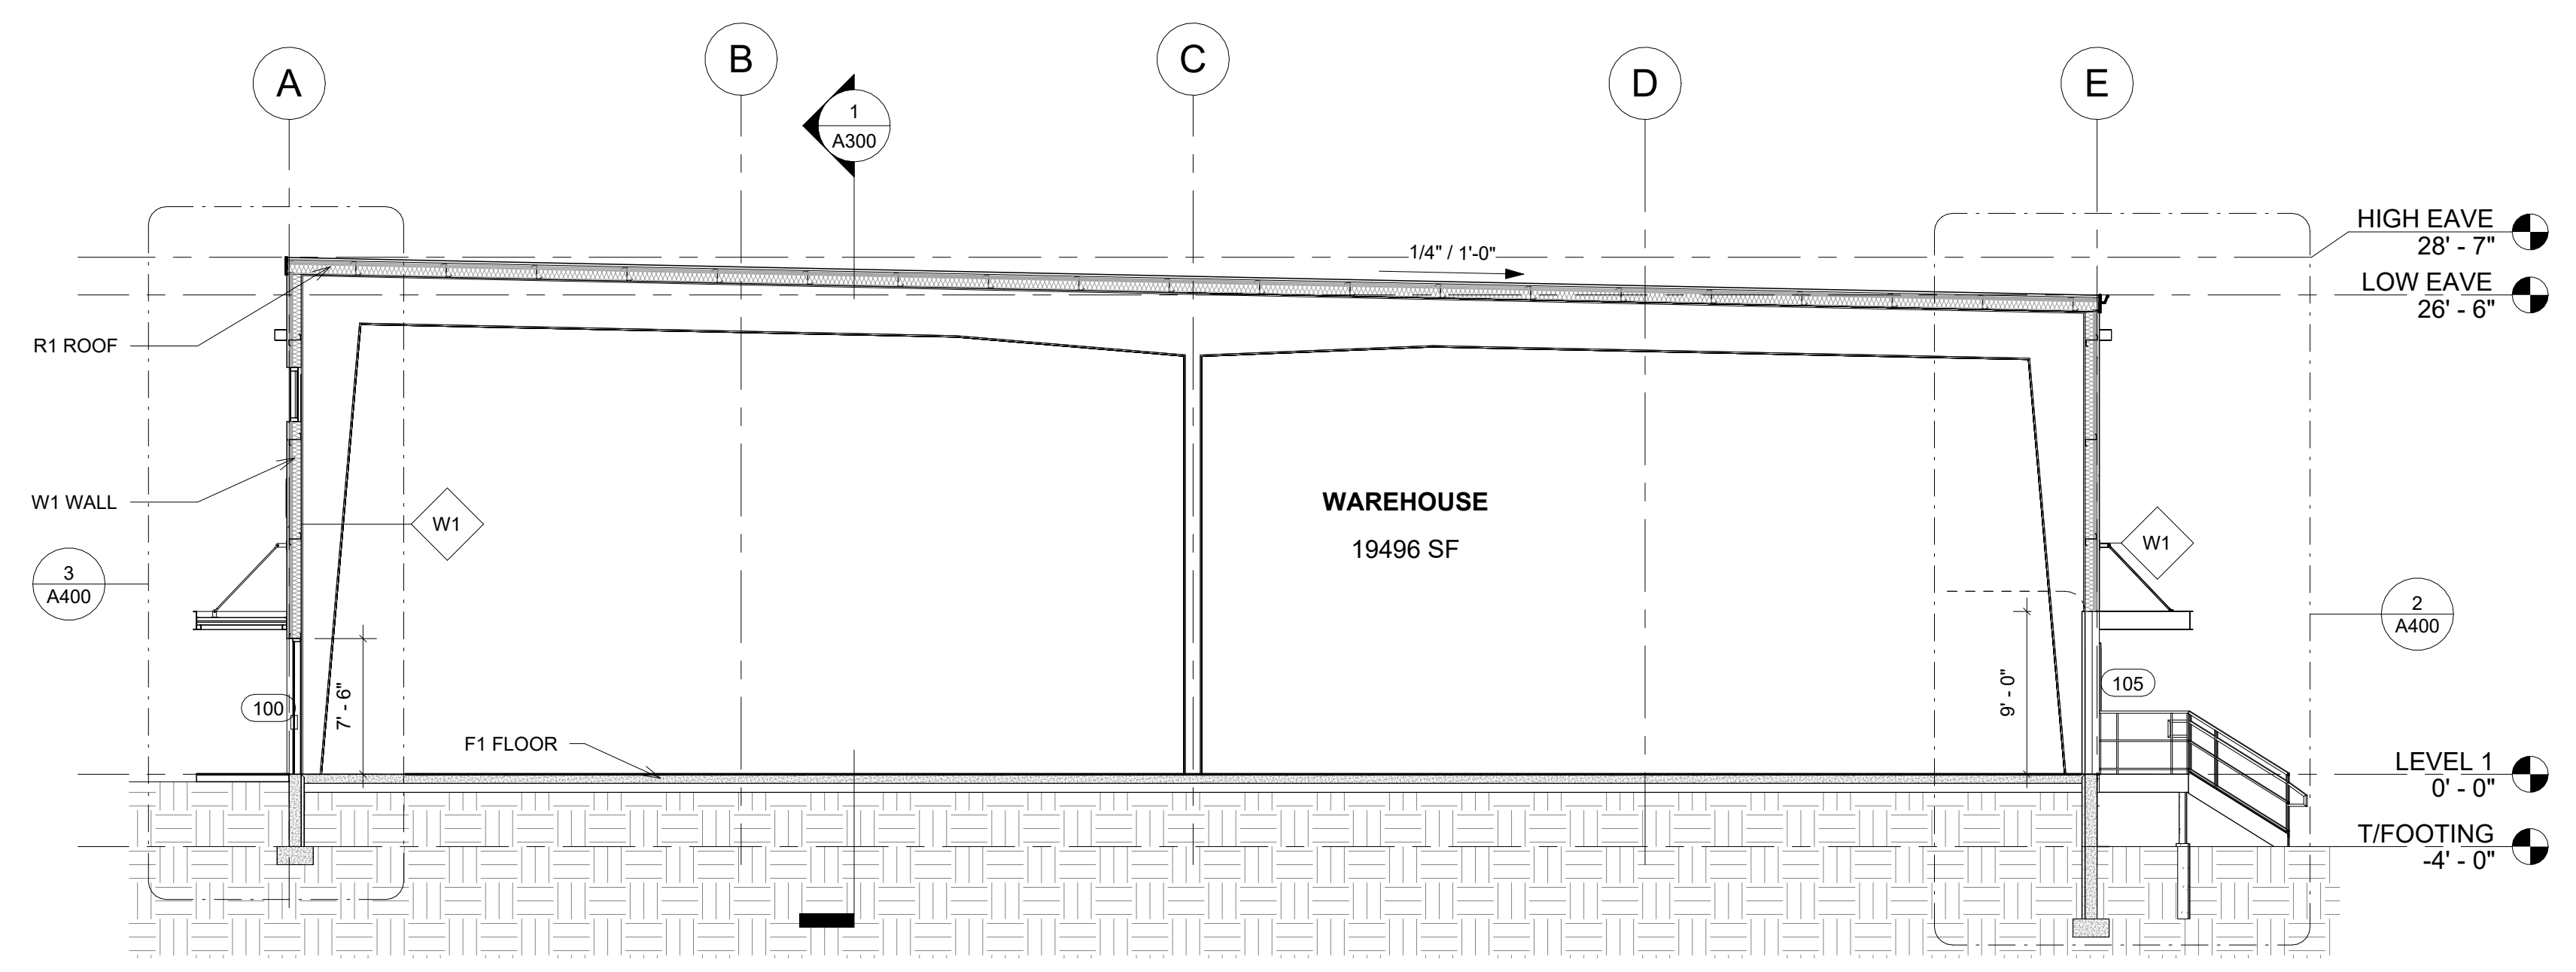 A
B
C
D
E
1
A300
HIGH EAVE
28' - 7"
1/4" / 1'-0"
LOW EAVE
26' - 6"
R1 ROOF
W1 WALL
W1
WAREHOUSE
19496 SF
W1
3
A400
2
A400
100
7' - 6"
9' - 0"
105
F1 FLOOR
LEVEL 1
0' - 0"
T/FOOTING
-4' - 0"